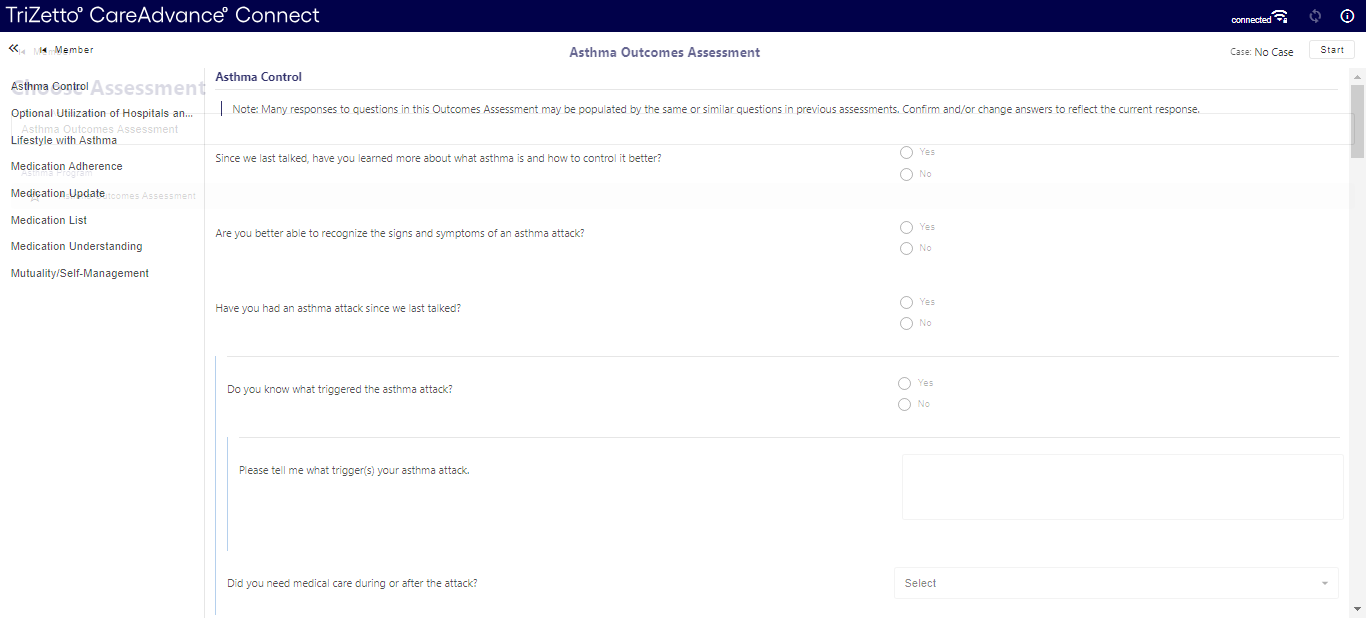 TriZetto® CareAdvance® Connect
connected
Member
Asthma Outcomes Assessment
Case: No Case
Start
Choose Assessment
Asthma Control
Optional Utilization of Hospitals an...
Asthma Outcomes Assessment
Lifestyle with Asthma
Medication Adherence
Medication Update
Outcomes Assessment
Medication List
Medication Understanding
Mutuality/Self-Management
Asthma Control
Note: Many responses to questions in this Outcomes Assessment may be populated by the same or similar questions in previous assessments. Confirm and/or change answers to reflect the current response.
Since we last talked, have you learned more about what asthma is and how to control it better?
Yes
No
Are you better able to recognize the signs and symptoms of an asthma attack?
Yes
No
Have you had an asthma attack since we last talked?
Yes
No
Do you know what triggered the asthma attack?
Yes
No
Please tell me what trigger(s) your asthma attack.
Did you need medical care during or after the attack?
Select